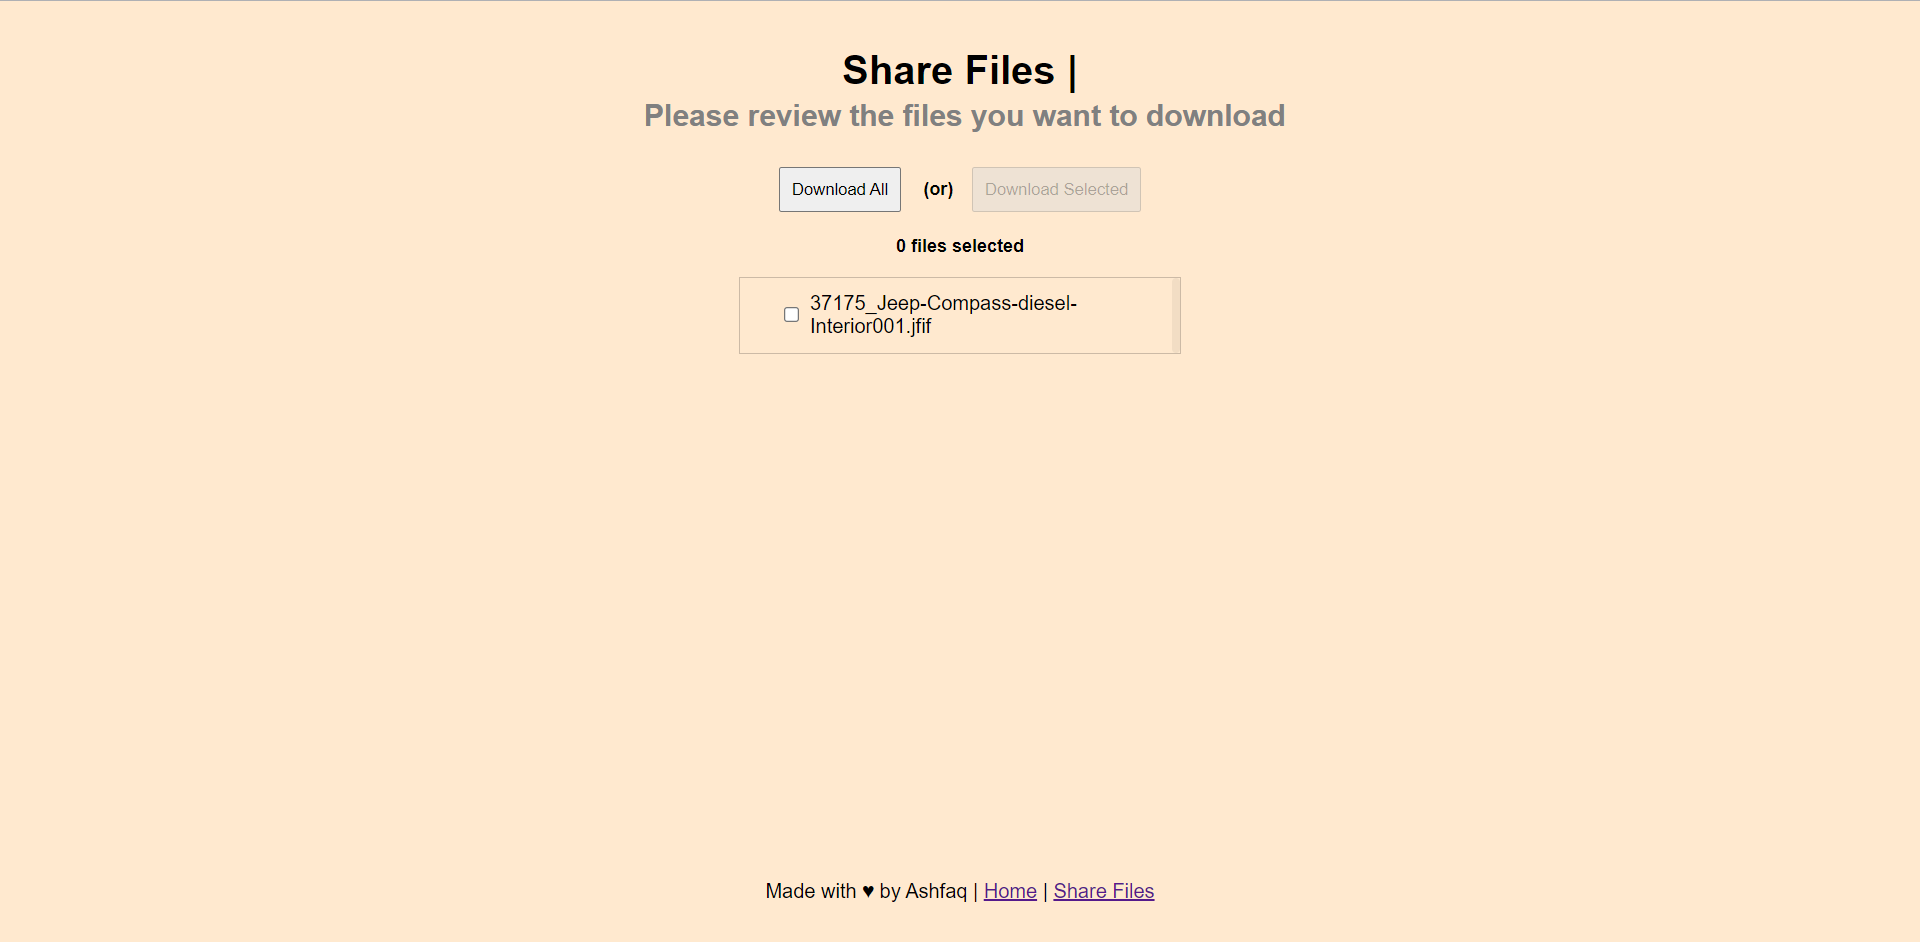 Share Files |
Please review the files you want to download
Download All (or) Download Selected
0 files selected
37175_Jeep-Compass-diesel-
Interior001.jfif
Made with ♥ by Ashfaq | Home | Share Files